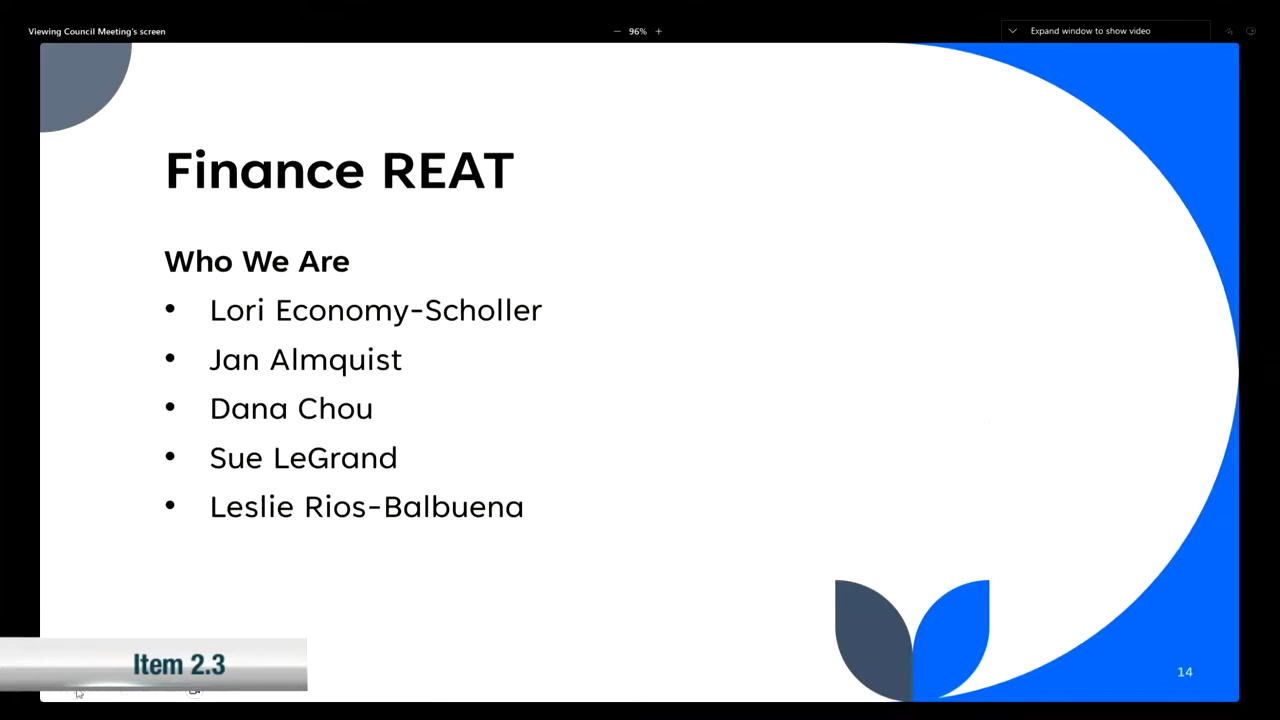 Viewing Council Meeting's screen
− 96% +
Expand window to show video
Finance REAT
Who We Are
• Lori Economy-Scholler
• Jan Almquist
• Dana Chou
• Sue LeGrand
• Leslie Rios-Balbuena
Item 2.3
14